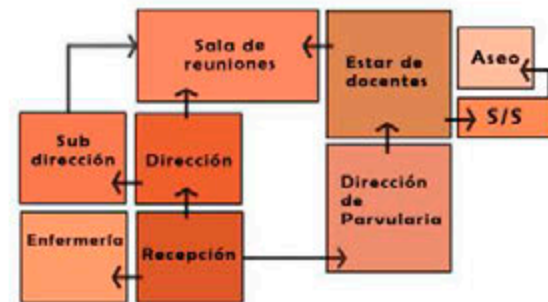 Sala de
reuniones
Estar de
docentes
Aseo
S/S
Sub
dirección
Dirección
Dirección
de
Parvularia
Enfermería
Recepción